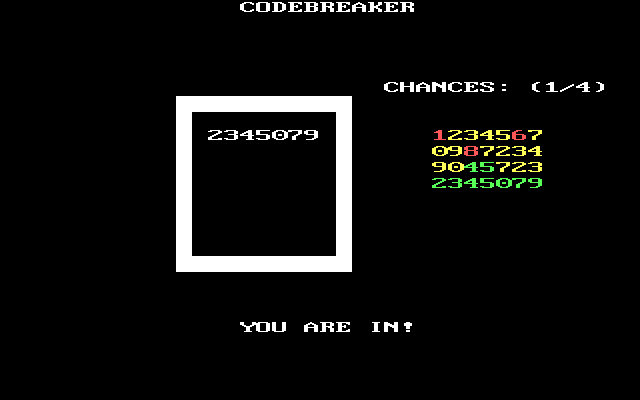 CODEBREAKER
CHANCES: (1/4)
2345079
1234567
0987234
9045723
2345079
YOU ARE IN!